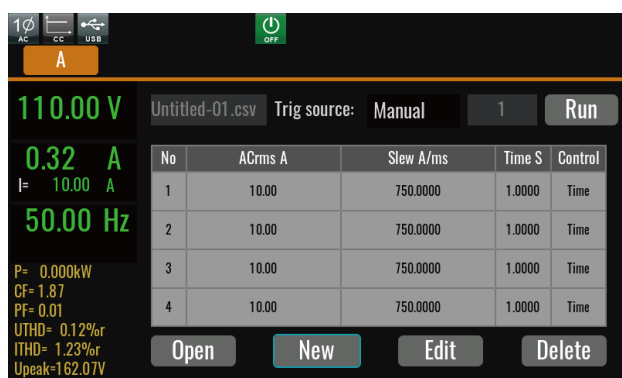 1Ø
AC CC USB OFF
A
110.00 V
Untitled-01.csv Trig source: Manual 1 Run
0.32 A
I= 10.00 A
50.00 Hz
No ACrms A Slew A/ms Time S Control
1 10.00 750.0000 1.0000 Time
2 10.00 750.0000 1.0000 Time
3 10.00 750.0000 1.0000 Time
4 10.00 750.0000 1.0000 Time
P= 0.000kW
CF= 1.87
PF= 0.01
UTHD= 0.12%r
ITHD= 1.23%r
Upeak=162.07V
Open New Edit Delete